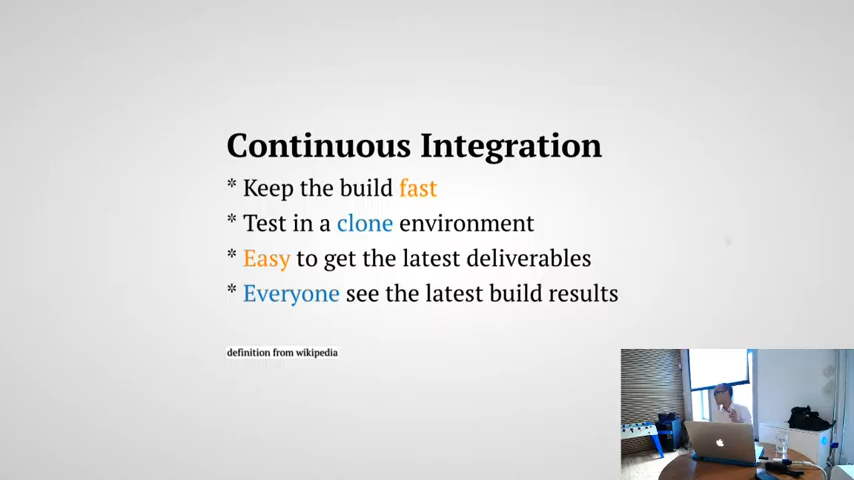 Continuous Integration
* Keep the build fast
* Test in a clone environment
* Easy to get the latest deliverables
* Everyone see the latest build results
definition from wikipedia